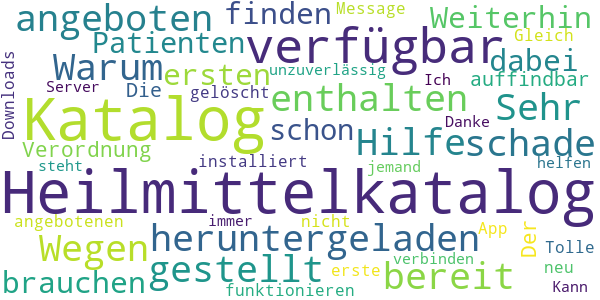 angeboten finden Message Weiterhin
Patienten verfügbar Gleich
Downloads Warum ersten unzuverlässig dabei
Server Die gelöscht enthalten Ich auffindbar
Katalog schon Danke Sehr
Verordnung installiert Hilfe schade
steht jemand helfen
Heilmittelkatalog
angebotenen immer nicht App Der
Wegen heruntergeladen Tolle
gestellt erste bereit verbinden neu
brauchen funktionieren Kann